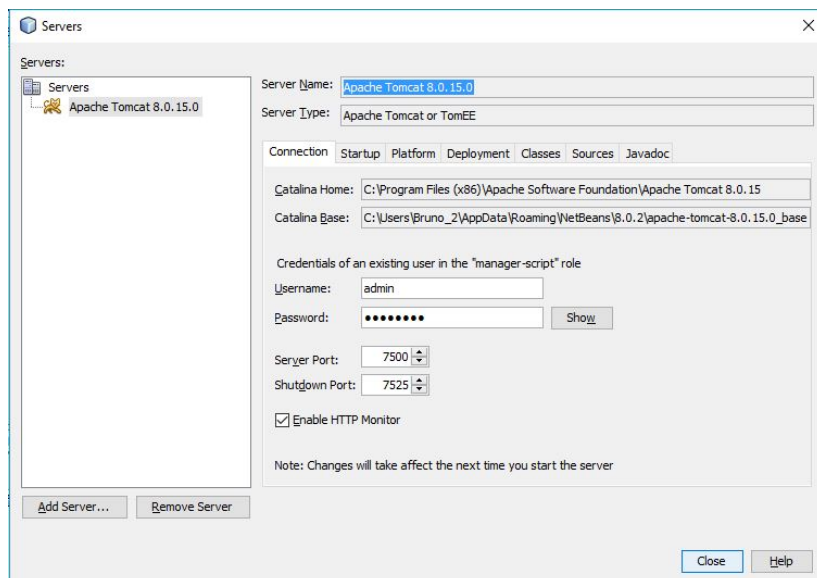 Servers
Servers:
Servers
Apache Tomcat 8.0.15.0
Server Name: Apache Tomcat 8.0.15.0
Server Type: Apache Tomcat or TomEE
Connection Startup Platform Deployment Classes Sources Javadoc
Catalina Home: C:\Program Files (x86)\Apache Software Foundation\Apache Tomcat 8.0.15
Catalina Base: C:\Users\Bruno_2\AppData\Roaming\NetBeans\8.0.2\apache-tomcat-8.0.15.0_base
Credentials of an existing user in the "manager-script" role
Username: admin
Password: ●●●●●●●● Show
Server Port: 7500
Shutdown Port: 7525
Enable HTTP Monitor
Note: Changes will take affect the next time you start the server
Add Server... Remove Server
Close Help